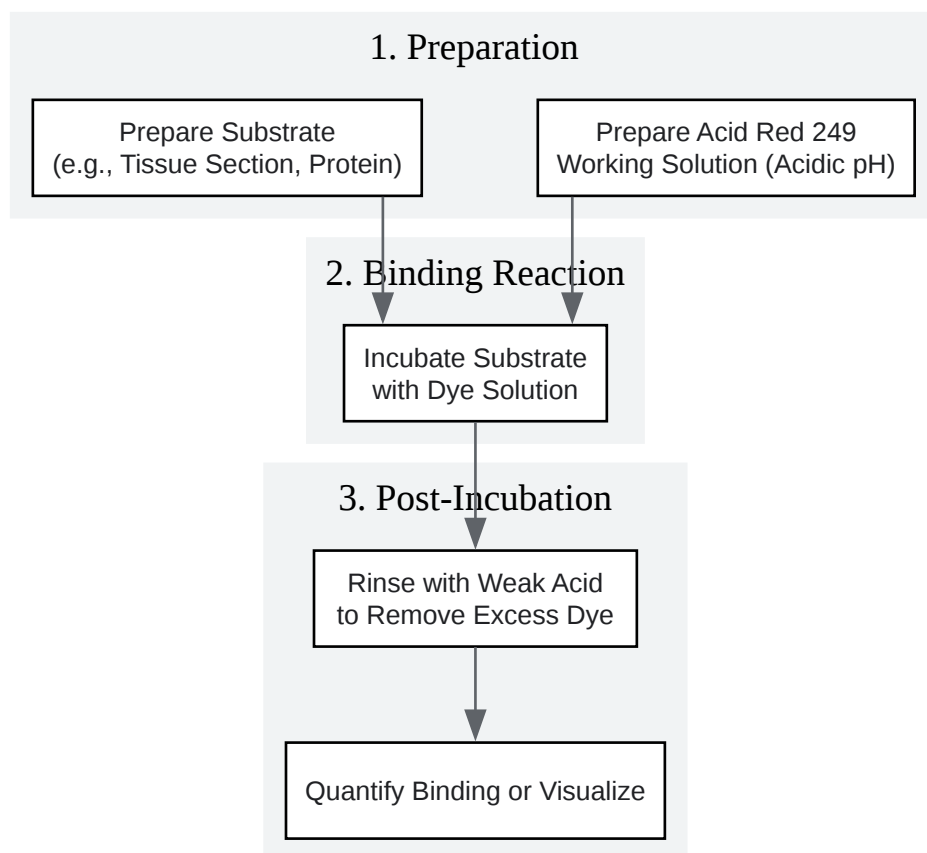 1. Preparation
Prepare Substrate
(e.g., Tissue Section, Protein)
Prepare Acid Red 249
Working Solution (Acidic pH)
2. Binding Reaction
Incubate Substrate
with Dye Solution
3. Post-Incubation
Rinse with Weak Acid
to Remove Excess Dye
Quantify Binding or Visualize